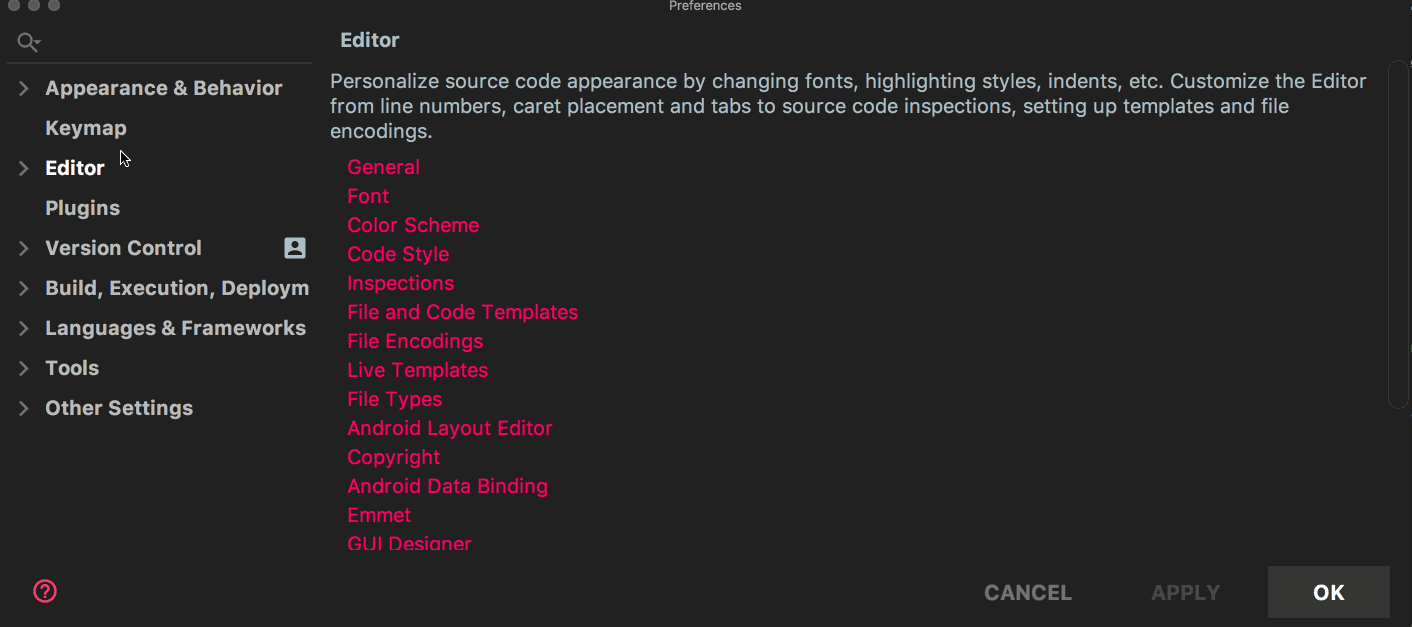 Preferences
Editor
Appearance & Behavior
Keymap
Editor
Plugins
Version Control
Build, Execution, Deploym
Languages & Frameworks
Tools
Other Settings
Personalize source code appearance by changing fonts, highlighting styles, indents, etc. Customize the Editor
from line numbers, caret placement and tabs to source code inspections, setting up templates and file
encodings.
General
Font
Color Scheme
Code Style
Inspections
File and Code Templates
File Encodings
Live Templates
File Types
Android Layout Editor
Copyright
Android Data Binding
Emmet
GUI Designer
?
CANCEL
APPLY
OK